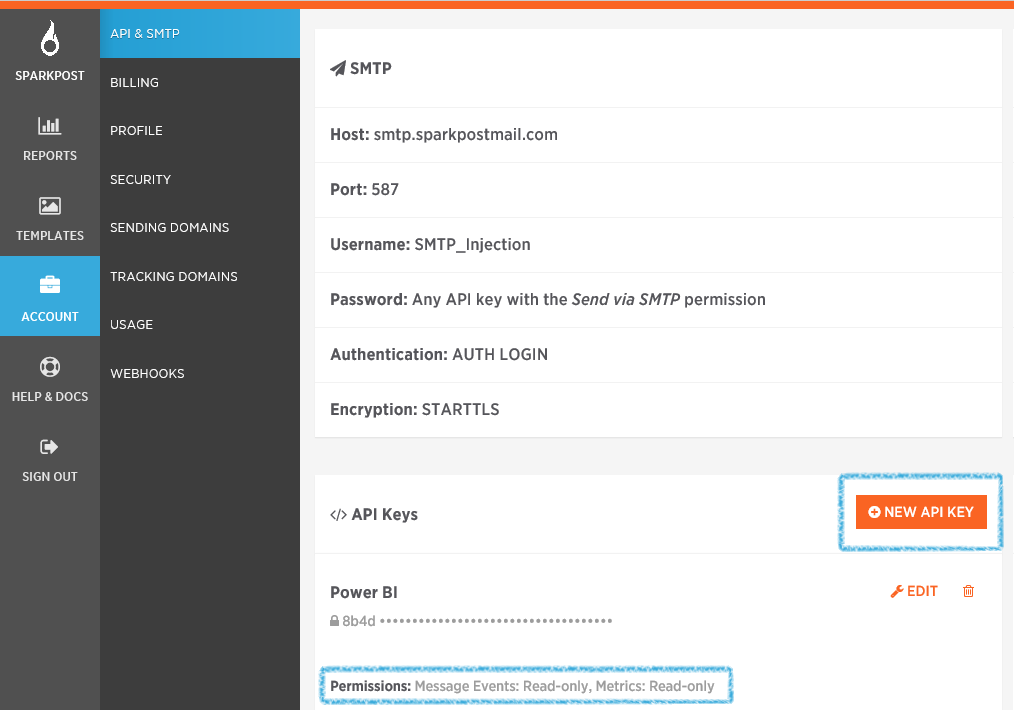 SPARKPOST
REPORTS
TEMPLATES
ACCOUNT
HELP & DOCS
SIGN OUT
API & SMTP
BILLING
PROFILE
SECURITY
SENDING DOMAINS
TRACKING DOMAINS
USAGE
WEBHOOKS
SMTP
Host: smtp.sparkpostmail.com
Port: 587
Username: SMTP_Injection
Password: Any API key with the Send via SMTP permission
Authentication: AUTH LOGIN
Encryption: STARTTLS
</> API Keys
NEW API KEY
Power BI
EDIT
8b4d ••••••••••••••••••••••••••••••••••••
Permissions: Message Events: Read-only, Metrics: Read-only